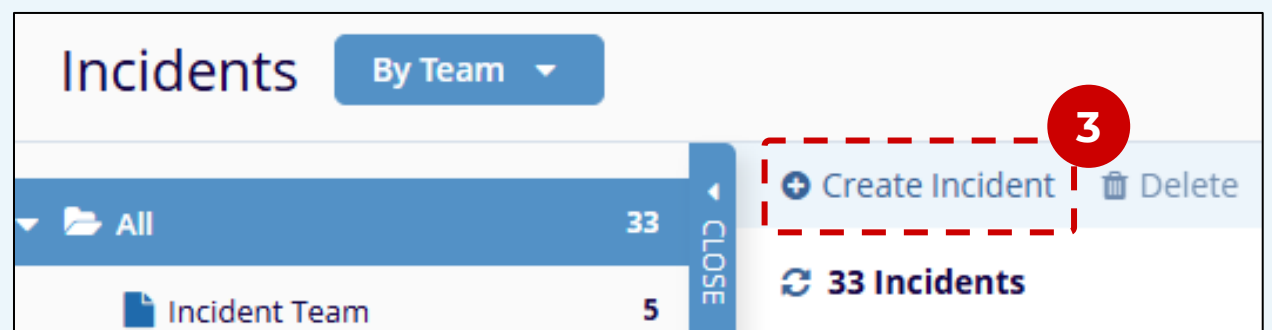 Incidents By Team
3
Create Incident Delete
All 33
CLOSE
33 Incidents
Incident Team 5